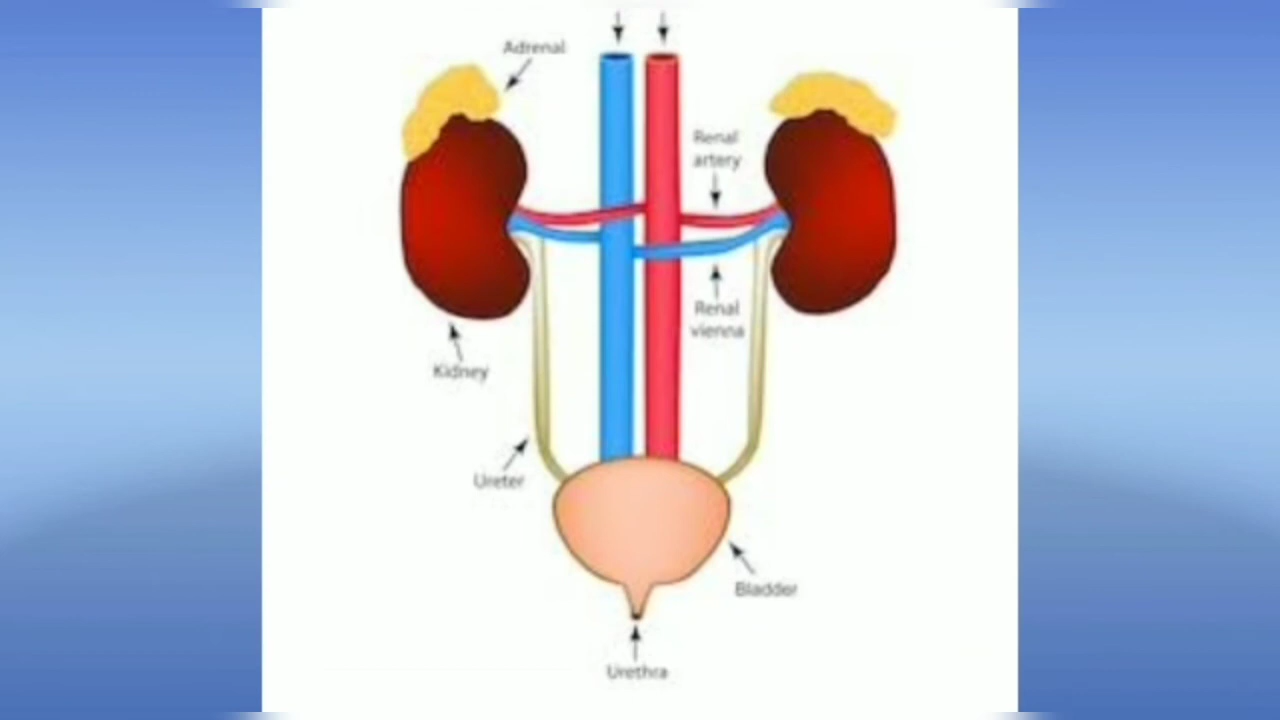 Adrenal
Renal
artery
Renal
vienna
Kidney
Ureter
Bladder
Urethra